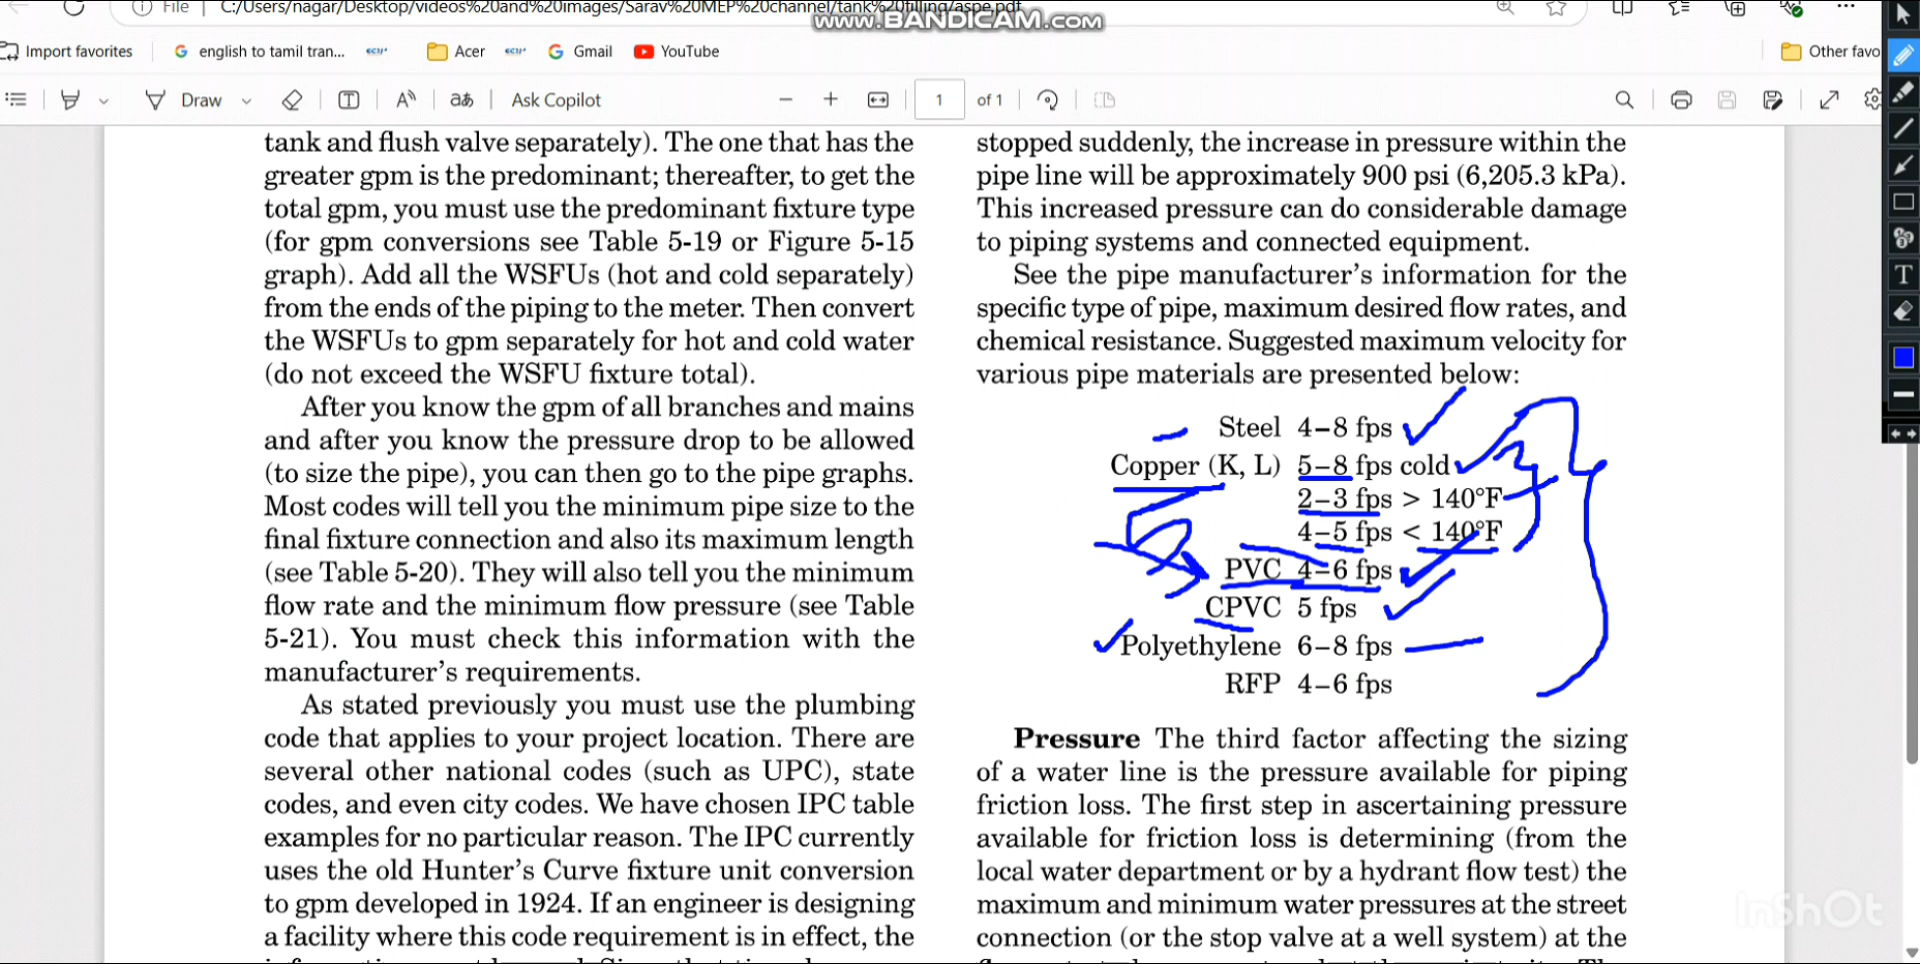 File | C:/Users/nagar/Desktop/videos%20and%20images/Sarav%20MEP%20channel/tank%20filling/aspe.pdf
www.BANDICAM.com
Import favorites english to tamil tran... Acer Gmail YouTube Other favo
Draw T aあ Ask Copilot − + 1 of 1
tank and flush valve separately). The one that has the
greater gpm is the predominant; thereafter, to get the
total gpm, you must use the predominant fixture type
(for gpm conversions see Table 5-19 or Figure 5-15
graph). Add all the WSFUs (hot and cold separately)
from the ends of the piping to the meter. Then convert
the WSFUs to gpm separately for hot and cold water
(do not exceed the WSFU fixture total).
After you know the gpm of all branches and mains
and after you know the pressure drop to be allowed
(to size the pipe), you can then go to the pipe graphs.
Most codes will tell you the minimum pipe size to the
final fixture connection and also its maximum length
(see Table 5-20). They will also tell you the minimum
flow rate and the minimum flow pressure (see Table
5-21). You must check this information with the
manufacturer’s requirements.
As stated previously you must use the plumbing
code that applies to your project location. There are
several other national codes (such as UPC), state
codes, and even city codes. We have chosen IPC table
examples for no particular reason. The IPC currently
uses the old Hunter’s Curve fixture unit conversion
to gpm developed in 1924. If an engineer is designing
a facility where this code requirement is in effect, the
stopped suddenly, the increase in pressure within the
pipe line will be approximately 900 psi (6,205.3 kPa).
This increased pressure can do considerable damage
to piping systems and connected equipment.
See the pipe manufacturer’s information for the
specific type of pipe, maximum desired flow rates, and
chemical resistance. Suggested maximum velocity for
various pipe materials are presented below:
Steel 4–8 fps
Copper (K, L) 5–8 fps cold
2–3 fps > 140°F
4–5 fps < 140°F
PVC 4–6 fps
CPVC 5 fps
Polyethylene 6–8 fps
RFP 4–6 fps
Pressure The third factor affecting the sizing
of a water line is the pressure available for piping
friction loss. The first step in ascertaining pressure
available for friction loss is determining (from the
local water department or by a hydrant flow test) the
maximum and minimum water pressures at the street
connection (or the stop valve at a well system) at the
InShOt
T